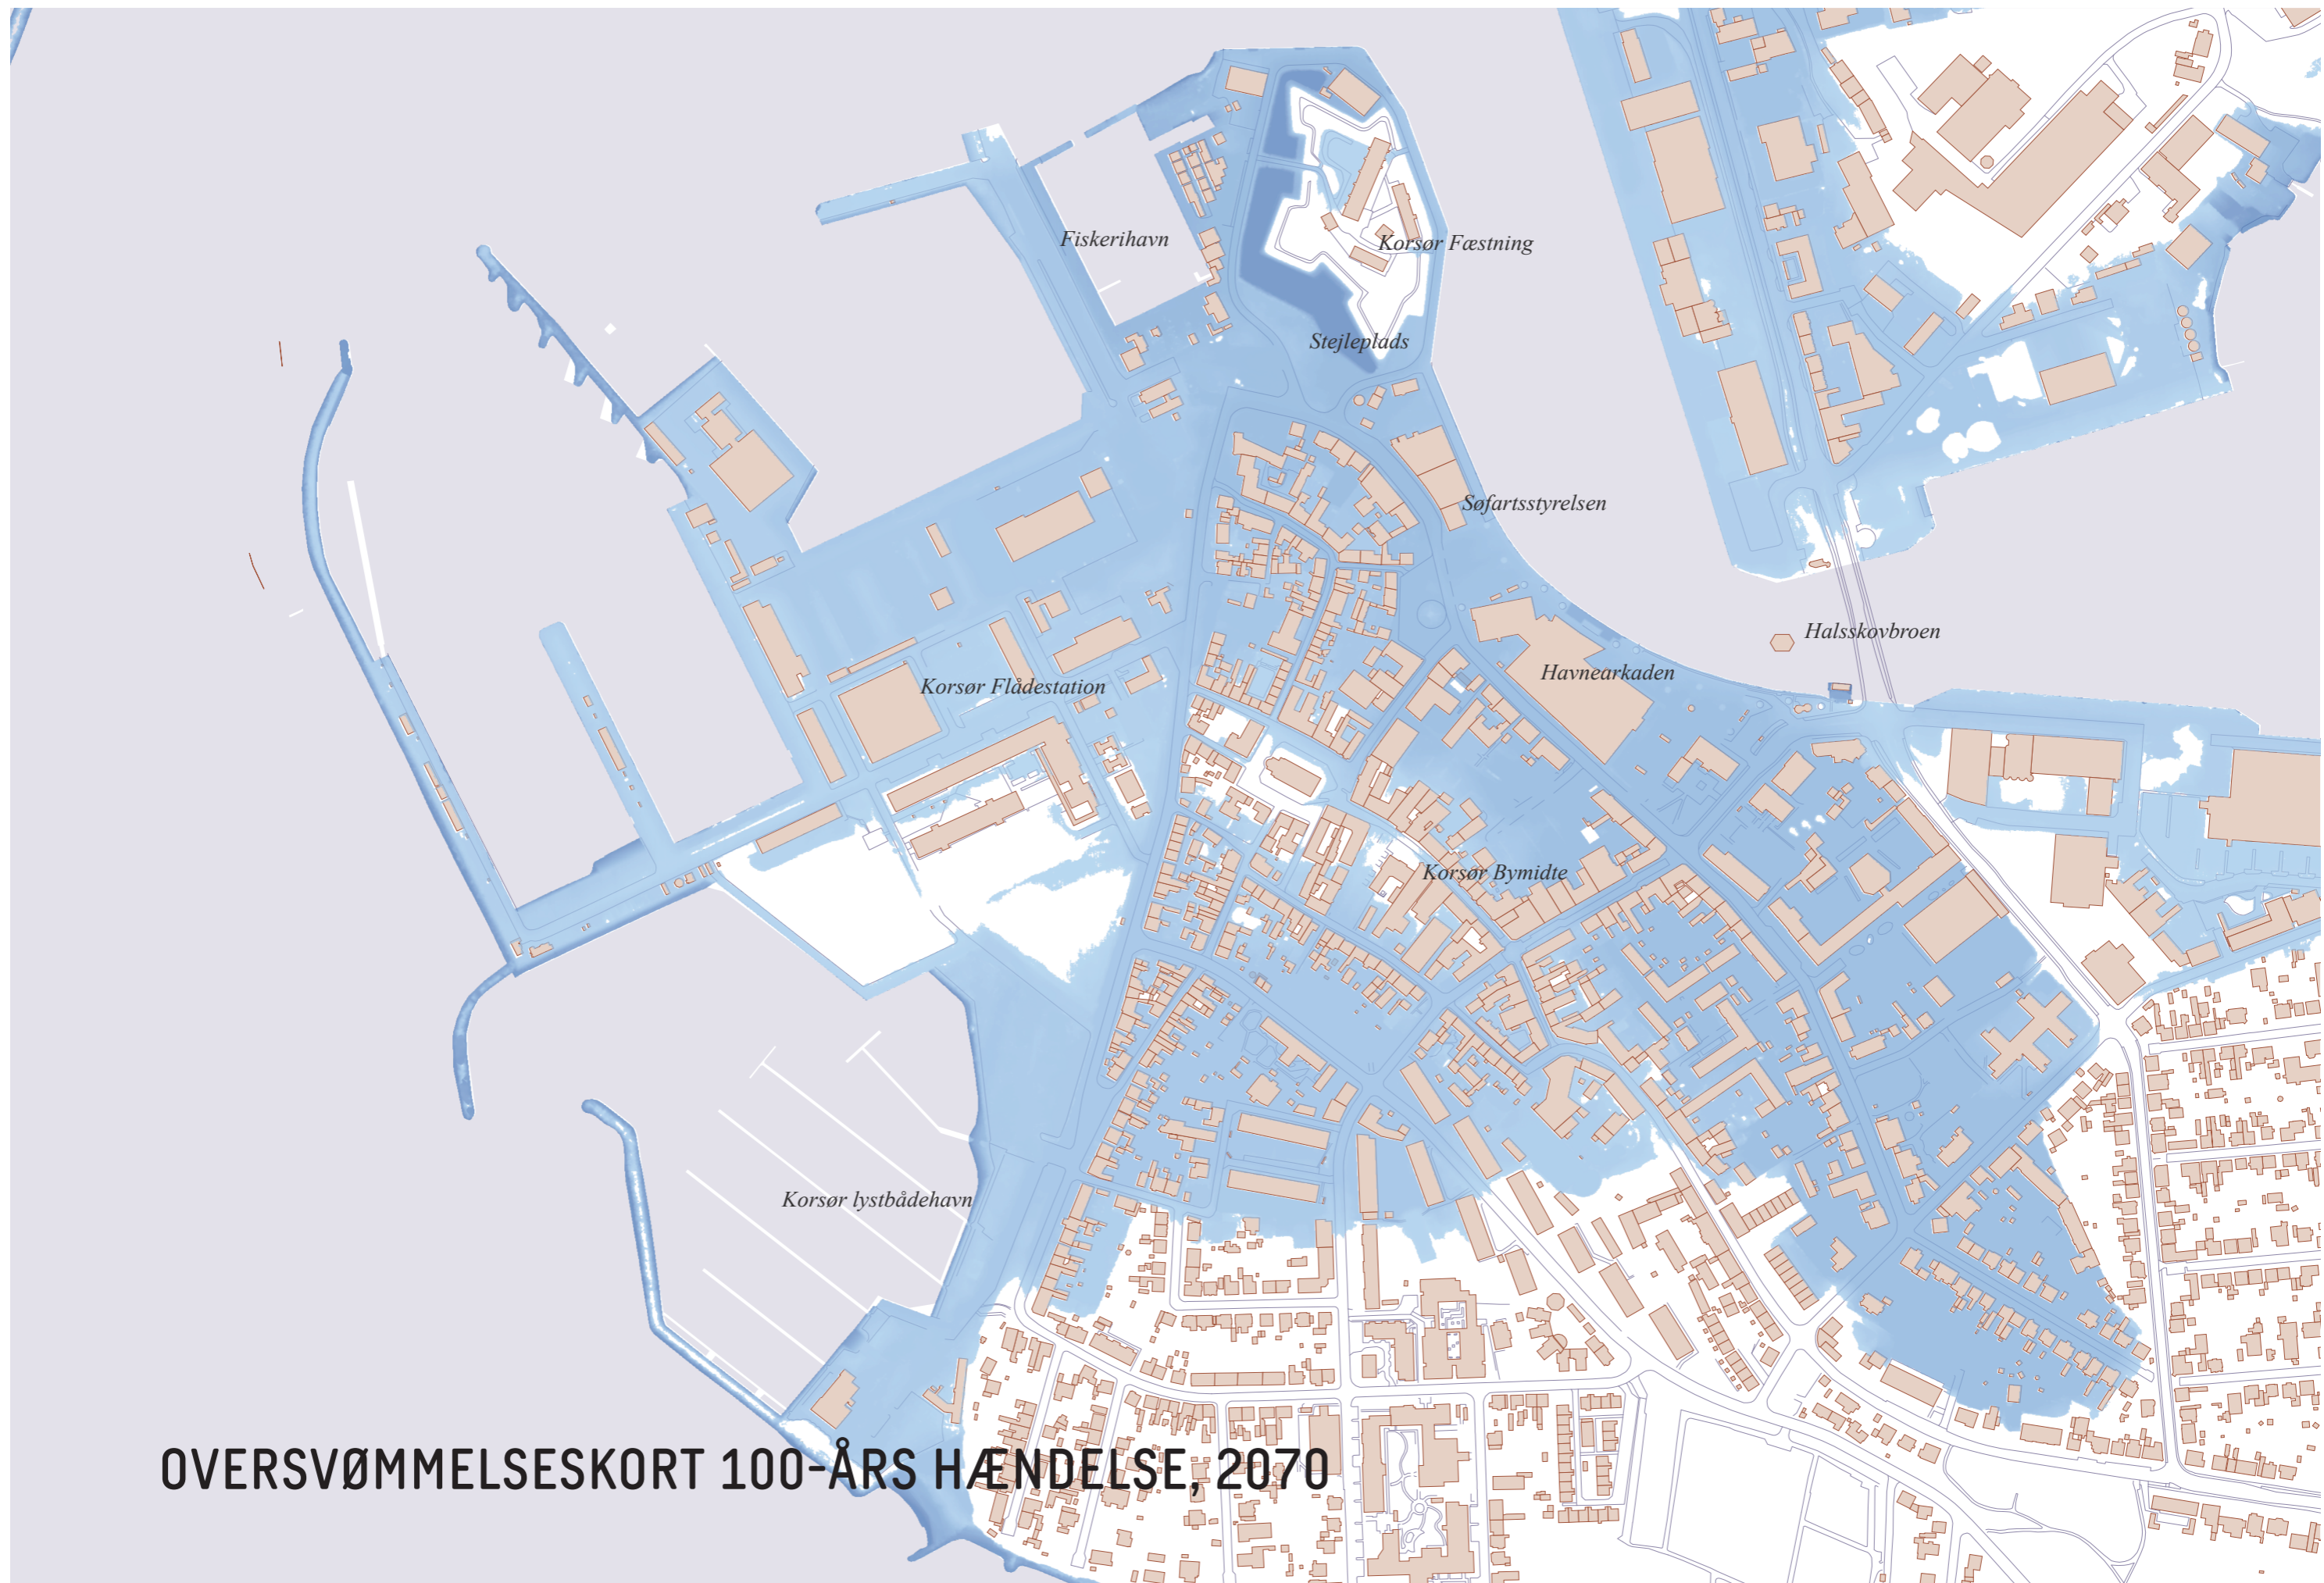 Fiskerihavn
Korsør Fæstning
Stejleplads
Søfartsstyrelsen
Halsskovbroen
Havnearkaden
Korsør Flådestation
Korsør Bymidte
Korsør lystbådehavn
OVERSVØMMELSESKORT 100-ÅRS HÆNDELSE, 2070